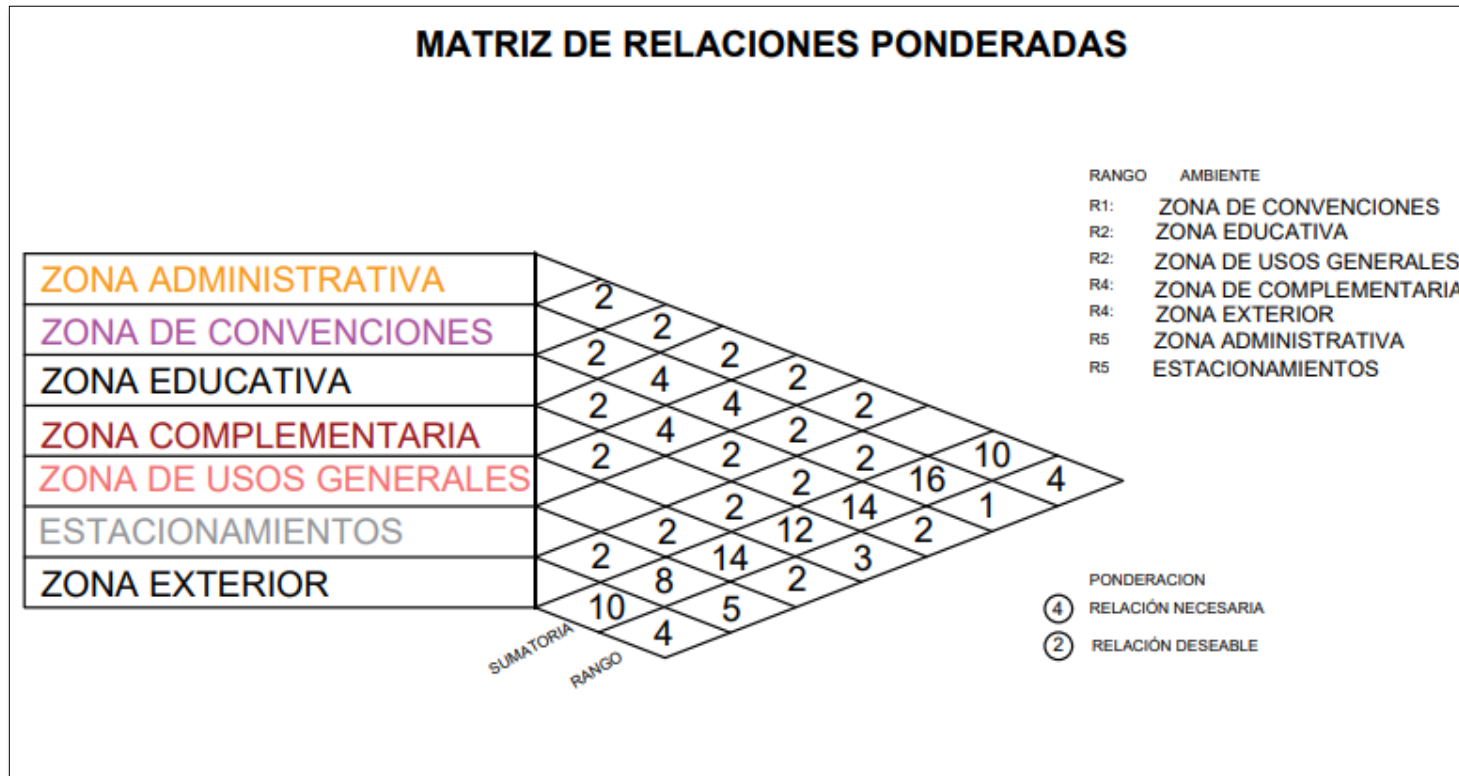 MATRIZ DE RELACIONES PONDERADAS
RANGO AMBIENTE
R1: ZONA DE CONVENCIONES
R2: ZONA EDUCATIVA
R2: ZONA DE USOS GENERALES
R4: ZONA DE COMPLEMENTARIA
R4: ZONA EXTERIOR
R5 ZONA ADMINISTRATIVA
R5 ESTACIONAMIENTOS
ZONA ADMINISTRATIVA
ZONA DE CONVENCIONES
ZONA EDUCATIVA
ZONA COMPLEMENTARIA
ZONA DE USOS GENERALES
ESTACIONAMIENTOS
ZONA EXTERIOR
2
2
2 2 2
4 4 2
2 4 2 2 10
2 2 2 16 4
2 14 1
2 12 2
2 14 3
8 2
10 5
4
SUMATORIA
RANGO
PONDERACION
4 RELACIÓN NECESARIA
2 RELACIÓN DESEABLE